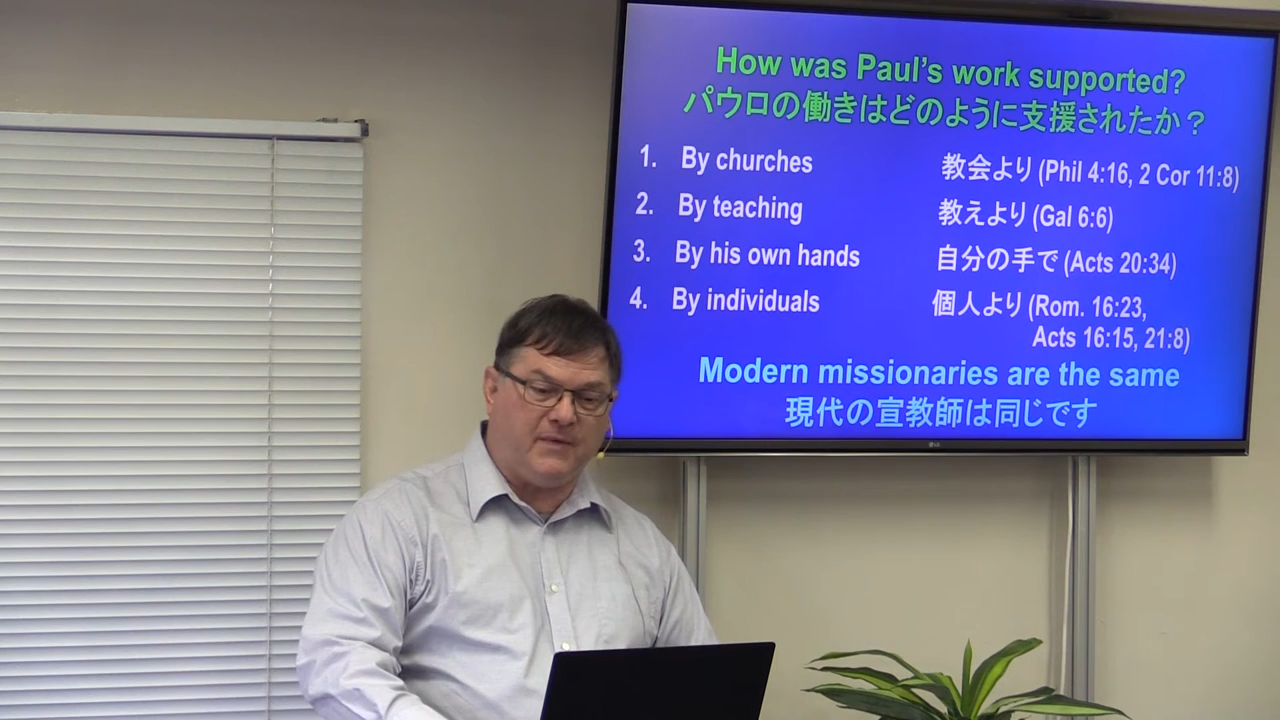 How was Paul's work supported?
パウロの働きはどのように支援されたか？
1. By churches 教会より (Phil 4:16, 2 Cor 11:8)
2. By teaching 教えより (Gal 6:6)
3. By his own hands 自分の手で (Acts 20:34)
4. By individuals 個人より (Rom. 16:23,
Acts 16:15, 21:8)
Modern missionaries are the same
現代の宣教師は同じです
LG